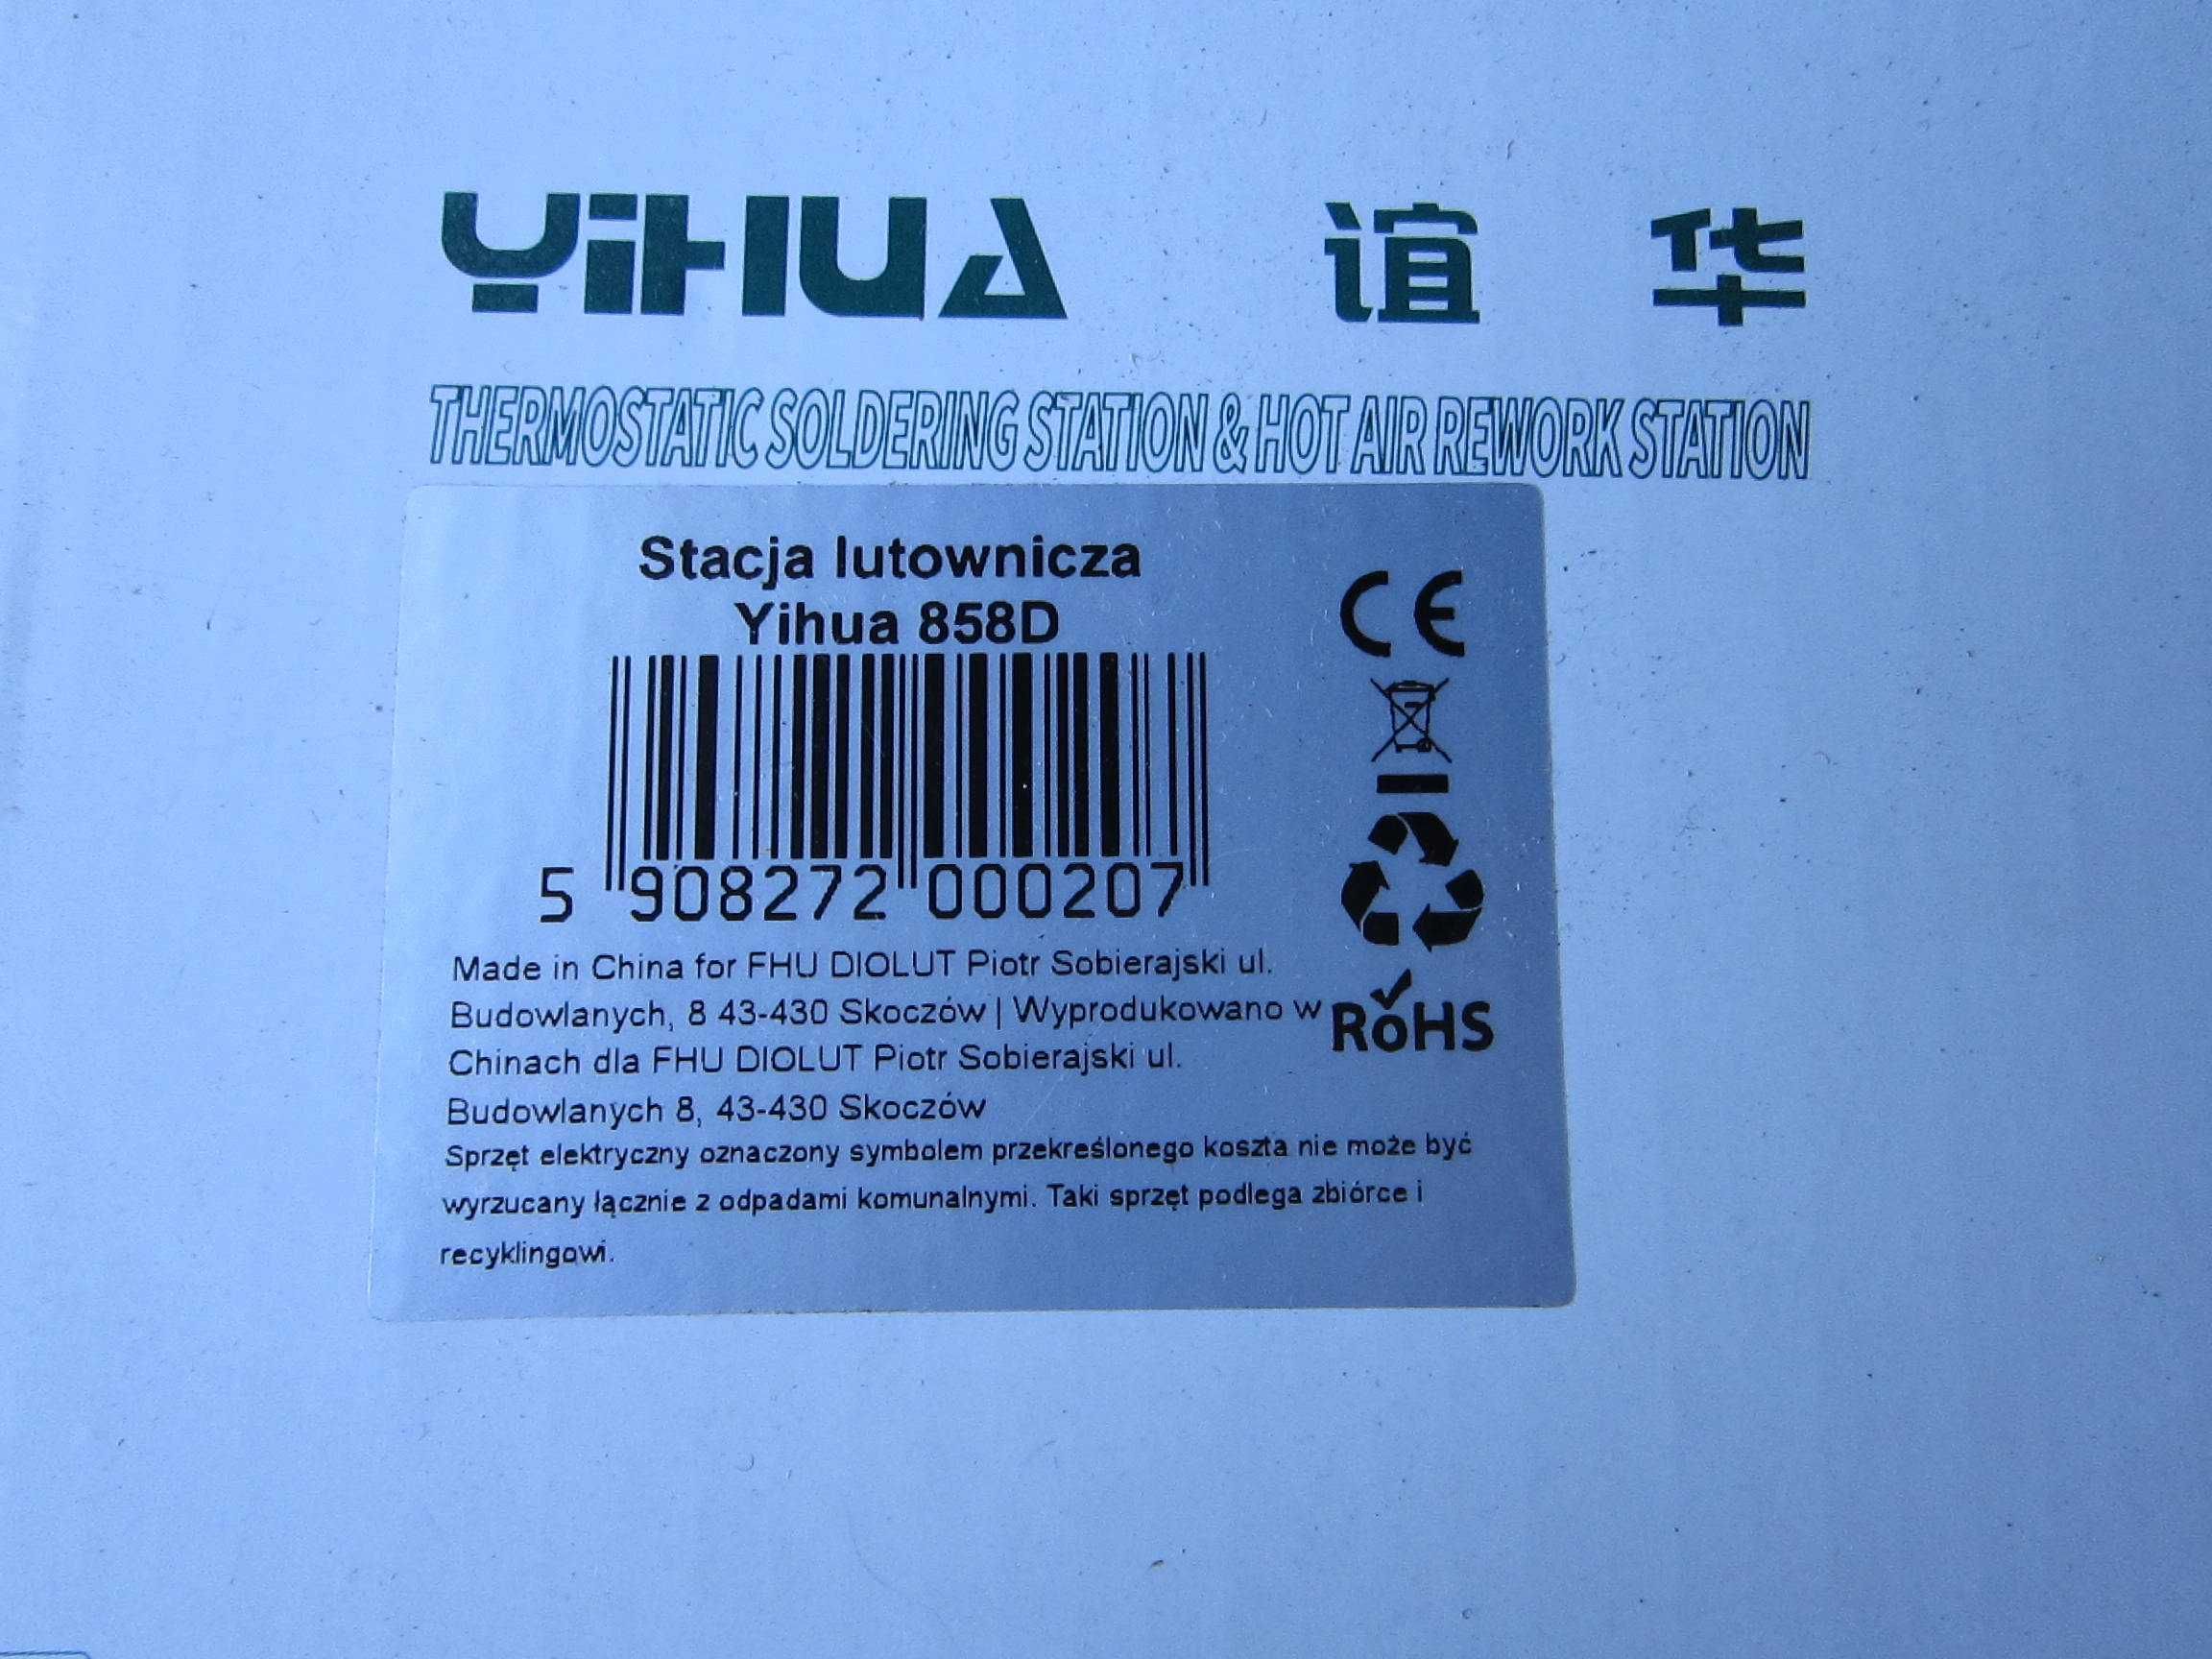 YiHUA 谊 华
THERMOSTATIC SOLDERING STATION & HOT AIR REWORK STATION
Stacja lutownicza
Yihua 858D
5 908272 000207
Made in China for FHU DIOLUT Piotr Sobierajski ul.
Budowlanych, 8 43-430 Skoczów | Wyprodukowano w
Chinach dla FHU DIOLUT Piotr Sobierajski ul.
Budowlanych 8, 43-430 Skoczów
Sprzęt elektryczny oznaczony symbolem przekreślonego koszta nie może być
wyrzucany łącznie z odpadami komunalnymi. Taki sprzęt podlega zbiórce i
recyklingowi.
CE
RoHS